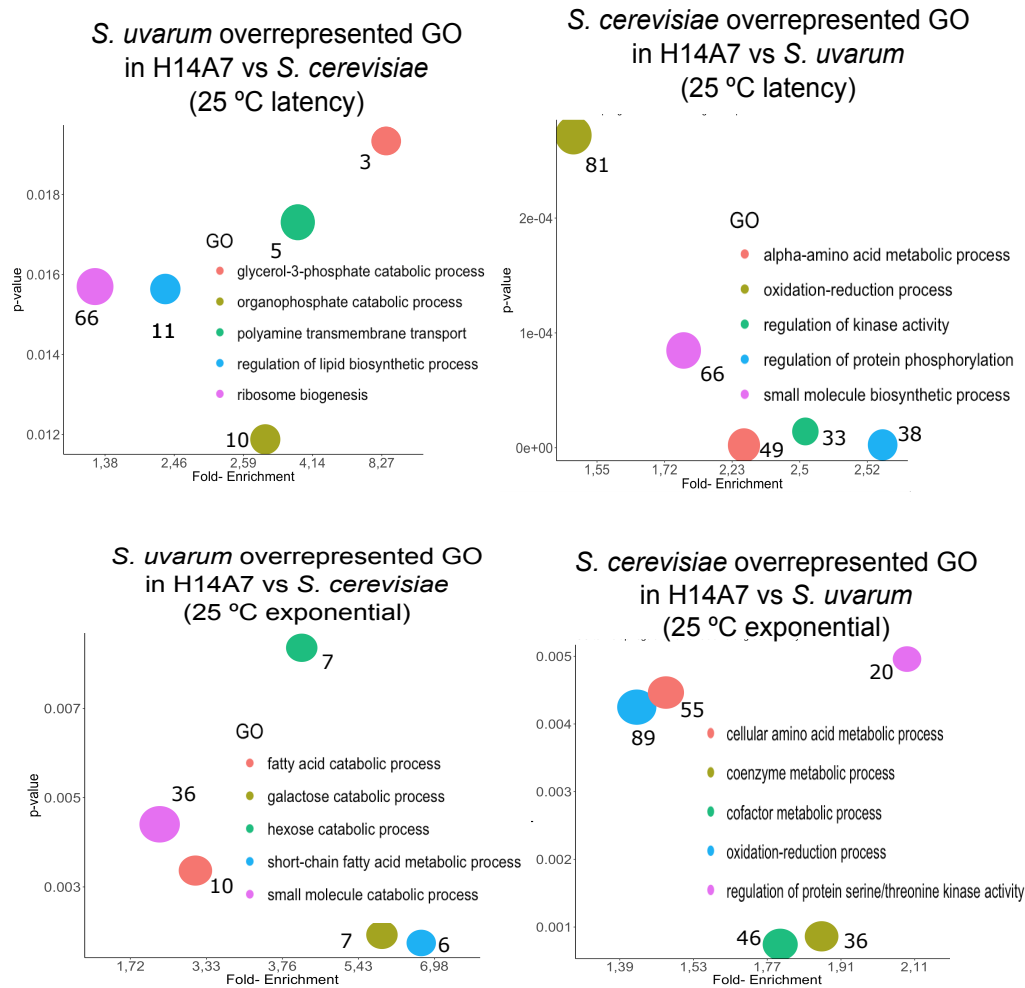 S. uvarum overrepresented GO
in H14A7 vs S. cerevisiae
(25 ºC latency)
p-value
0.018
0.016
0.014
0.012
3
5
66
11
10
GO
glycerol-3-phosphate catabolic process
organophosphate catabolic process
polyamine transmembrane transport
regulation of lipid biosynthetic process
ribosome biogenesis
1,38
2,46
2,59
4,14
8,27
Fold- Enrichment
S. cerevisiae overrepresented GO
in H14A7 vs S. uvarum
(25 ºC latency)
p-value
2e-04
1e-04
0e+00
81
66
49
33
38
GO
alpha-amino acid metabolic process
oxidation-reduction process
regulation of kinase activity
regulation of protein phosphorylation
small molecule biosynthetic process
1,55
1,72
2,23
2,5
2,52
Fold- Enrichment
S. uvarum overrepresented GO
in H14A7 vs S. cerevisiae
(25 ºC exponential)
p-value
0.007
0.005
0.003
7
36
10
7
6
GO
fatty acid catabolic process
galactose catabolic process
hexose catabolic process
short-chain fatty acid metabolic process
small molecule catabolic process
1,72
3,33
3,76
5,43
6,98
Fold- Enrichment
S. cerevisiae overrepresented GO
in H14A7 vs S. uvarum
(25 ºC exponential)
0.005
0.004
0.003
0.002
0.001
20
55
89
46
36
cellular amino acid metabolic process
coenzyme metabolic process
cofactor metabolic process
oxidation-reduction process
regulation of protein serine/threonine kinase activity
1,39
1,53
1,77
1,91
2,11
Fold- Enrichment